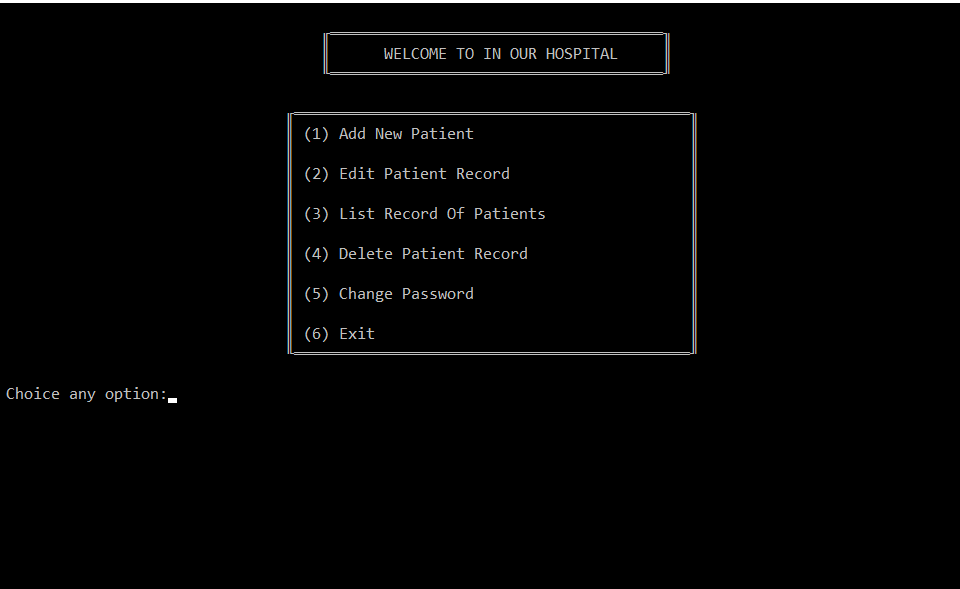 WELCOME TO IN OUR HOSPITAL
(1) Add New Patient
(2) Edit Patient Record
(3) List Record Of Patients
(4) Delete Patient Record
(5) Change Password
(6) Exit
Choice any option: